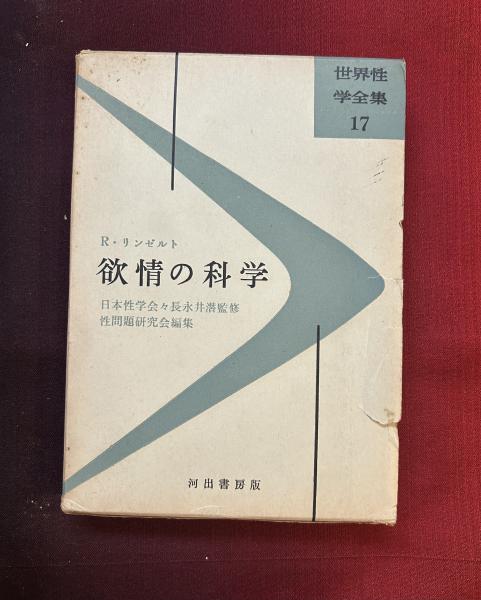 世界性
学全集
17
R・リンゼルト
欲情の科学
日本性学会々長永井潜監修
性問題研究会編集
河出書房版